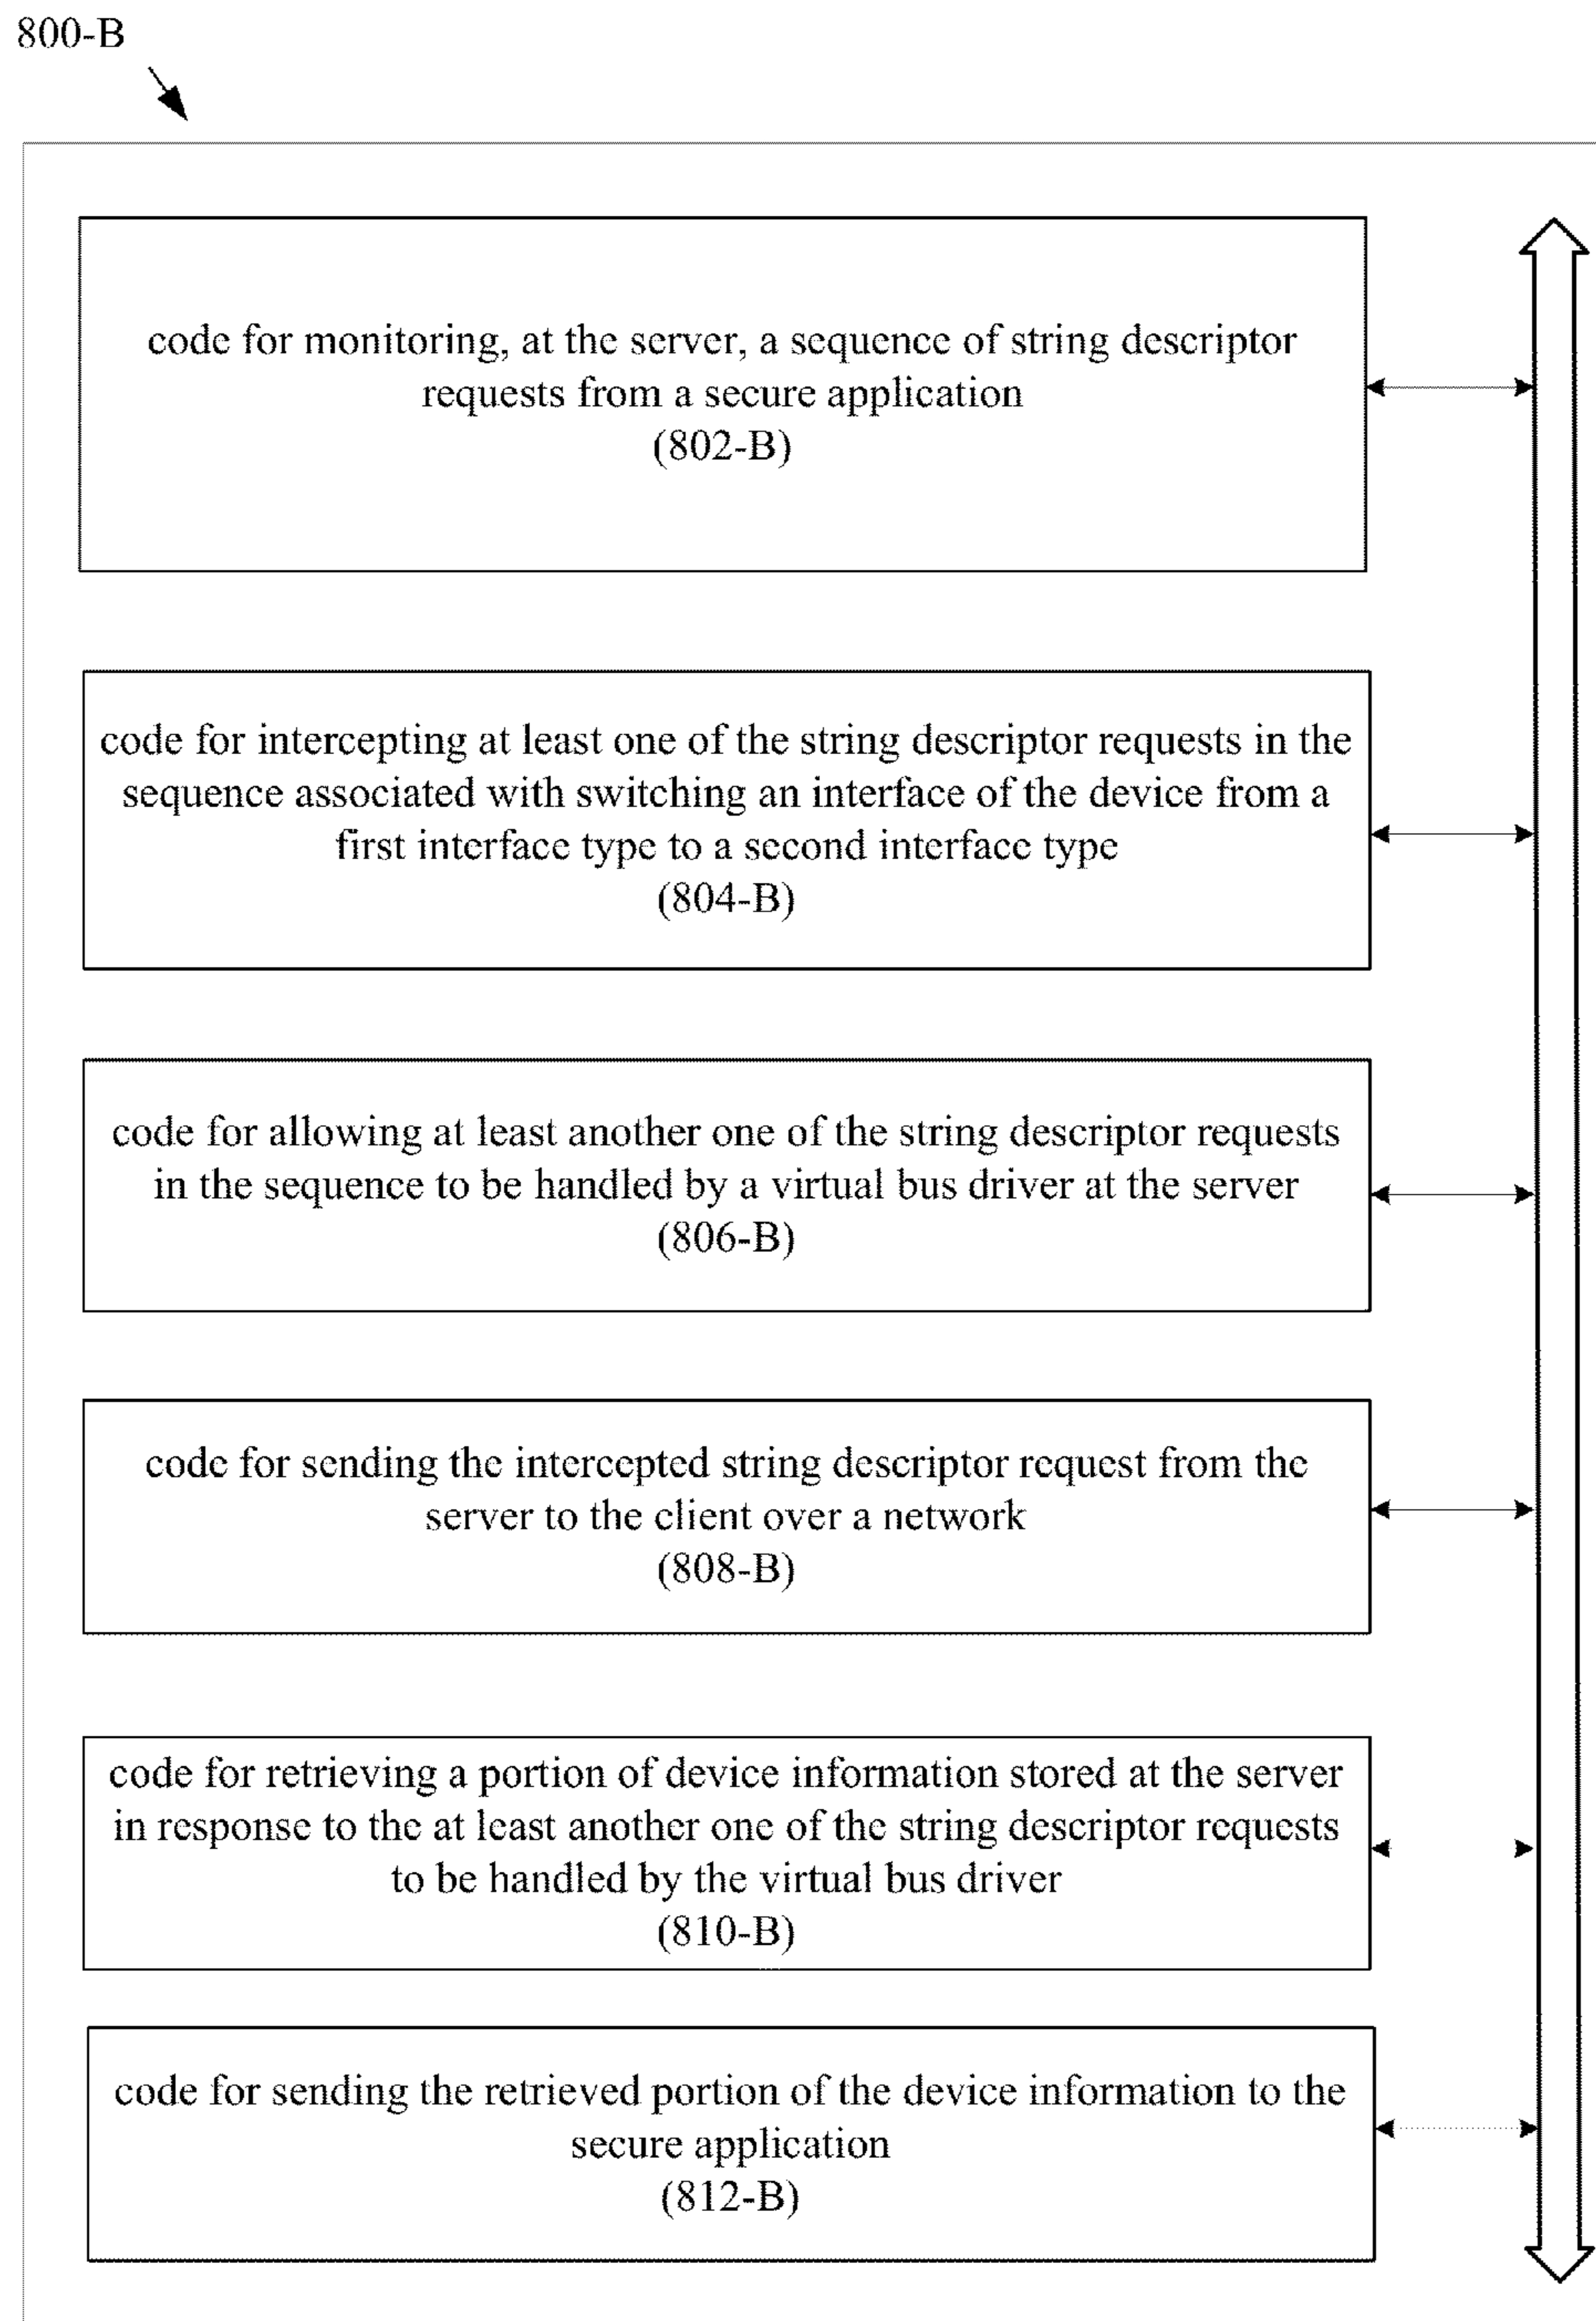 800-B
code for monitoring, at the server, a sequence of string descriptor
requests from a secure application
(802-B)
code for intercepting at least one of the string descriptor requests in the
sequence associated with switching an interface of the device from a
first interface type to a second interface type
(804-B)
code for allowing at least another one of the string descriptor requests
in the sequence to be handled by a virtual bus driver at the server
(806-B)
code for sending the intercepted string descriptor request from the
server to the client over a network
(808-B)
code for retrieving a portion of device information stored at the server
in response to the at least another one of the string descriptor requests
to be handled by the virtual bus driver
(810-B)
code for sending the retrieved portion of the device information to the
secure application
(812-B)